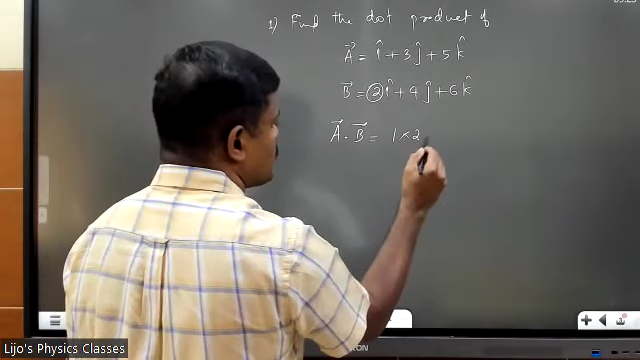 1) Find the dot product of
A⃗ = î + 3ĵ + 5k̂
B⃗ = 2î + 4ĵ + 6k̂
A⃗ . B⃗ = 1×2
Lijo's Physics Classes